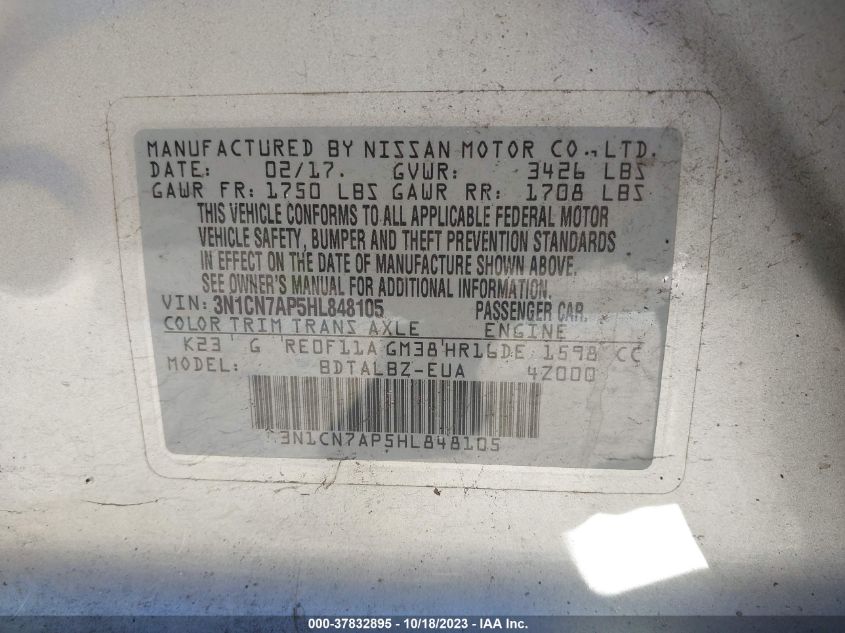 MANUFACTURED BY NISSAN MOTOR CO.,LTD.
DATE: 02/17. GVWR: 3426 LBS
GAWR FR: 1750 LBS GAWR RR: 1708 LBS
THIS VEHICLE CONFORMS TO ALL APPLICABLE FEDERAL MOTOR
VEHICLE SAFETY, BUMPER AND THEFT PREVENTION STANDARDS
IN EFFECT ON THE DATE OF MANUFACTURE SHOWN ABOVE.
SEE OWNER'S MANUAL FOR ADDITIONAL INFORMATION
VIN: 3N1CN7AP5HL848105 PASSENGER CAR.
COLOR TRIM TRANS AXLE ENGINE
K23 G RE0F11A GM38 HR16DE 1598 CC
MODEL: BDTALBZ-EUA 4Z000
3N1CN7AP5HL848105
000-37832895 - 10/18/2023 - IAA Inc.